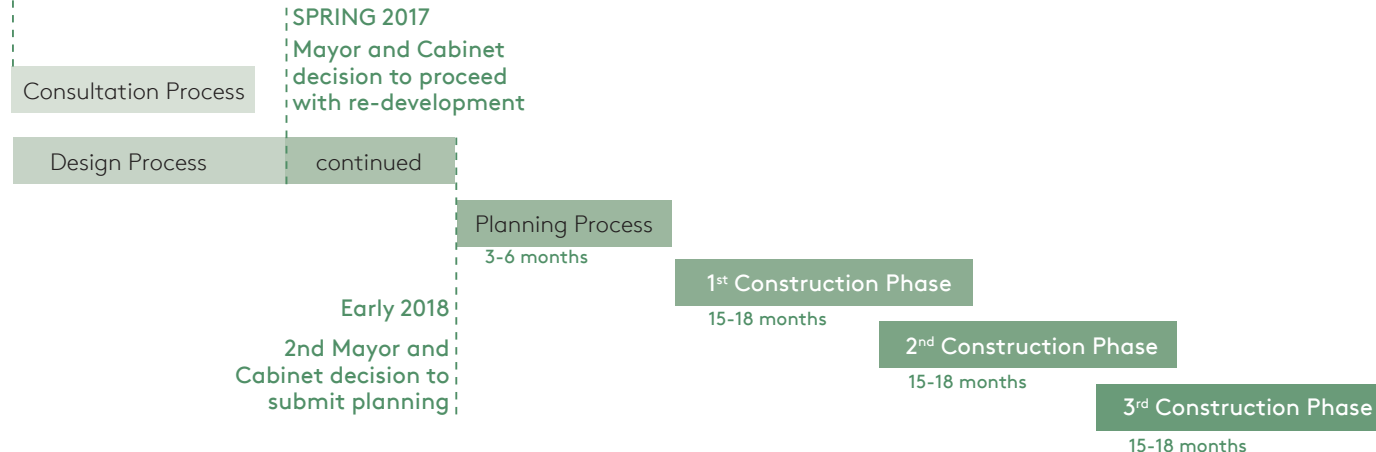 SPRING 2017
Mayor and Cabinet
decision to proceed
with re-development
Consultation Process
Design Process
continued
Planning Process
3-6 months
Early 2018
2nd Mayor and
Cabinet decision to
submit planning
1st Construction Phase
15-18 months
2nd Construction Phase
15-18 months
3rd Construction Phase
15-18 months